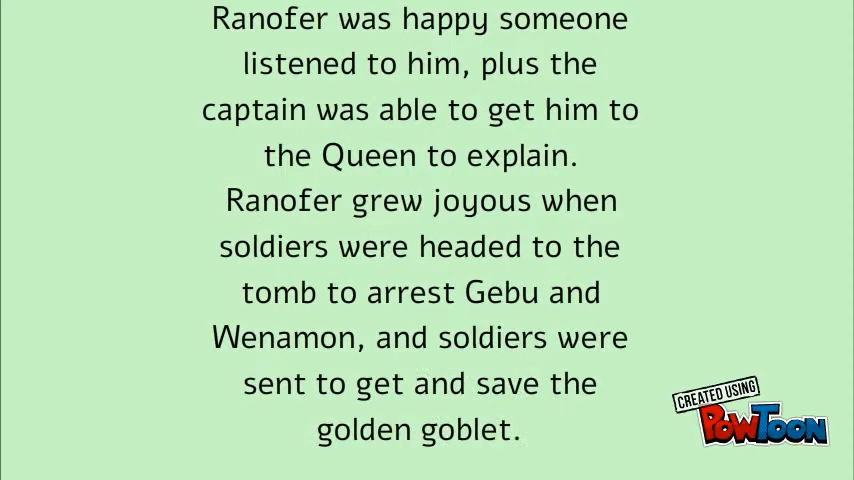 Ranofer was happy someone
listened to him, plus the
captain was able to get him to
the Queen to explain.
Ranofer grew joyous when
soldiers were headed to the
tomb to arrest Gebu and
Wenamon, and soldiers were
sent to get and save the
golden goblet.
CREATED USING
POWTOON